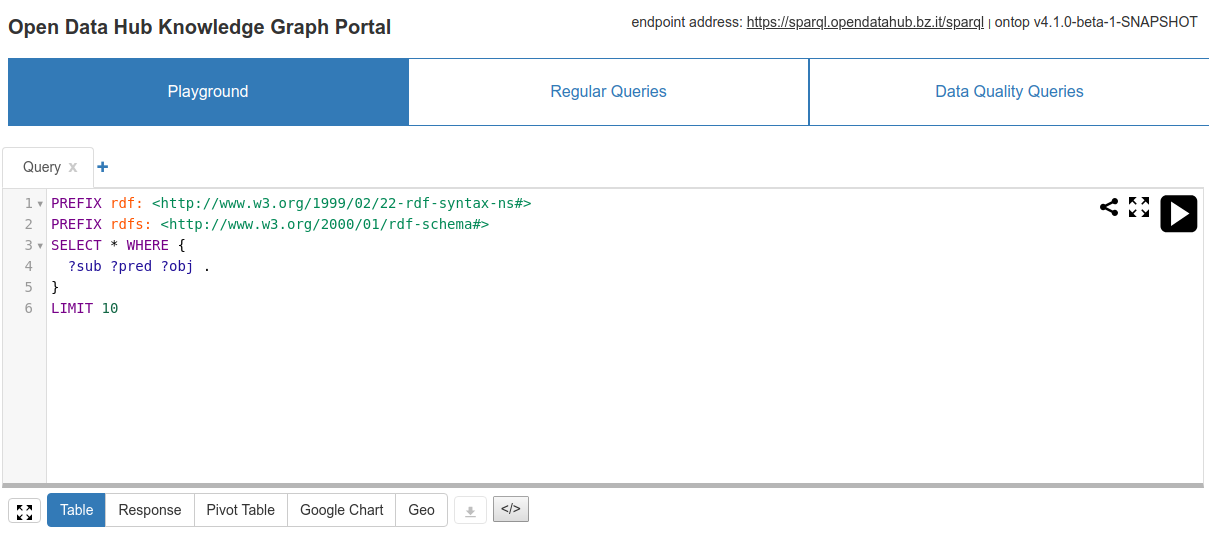 Open Data Hub Knowledge Graph Portal
endpoint address: https://sparql.opendatahub.bz.it/sparql | ontop v4.1.0-beta-1-SNAPSHOT
Playground
Regular Queries
Data Quality Queries
Query x +
1 PREFIX rdf: <http://www.w3.org/1999/02/22-rdf-syntax-ns#>
2 PREFIX rdfs: <http://www.w3.org/2000/01/rdf-schema#>
3 SELECT * WHERE {
4 ?sub ?pred ?obj .
5 }
6 LIMIT 10
Table Response Pivot Table Google Chart Geo </>